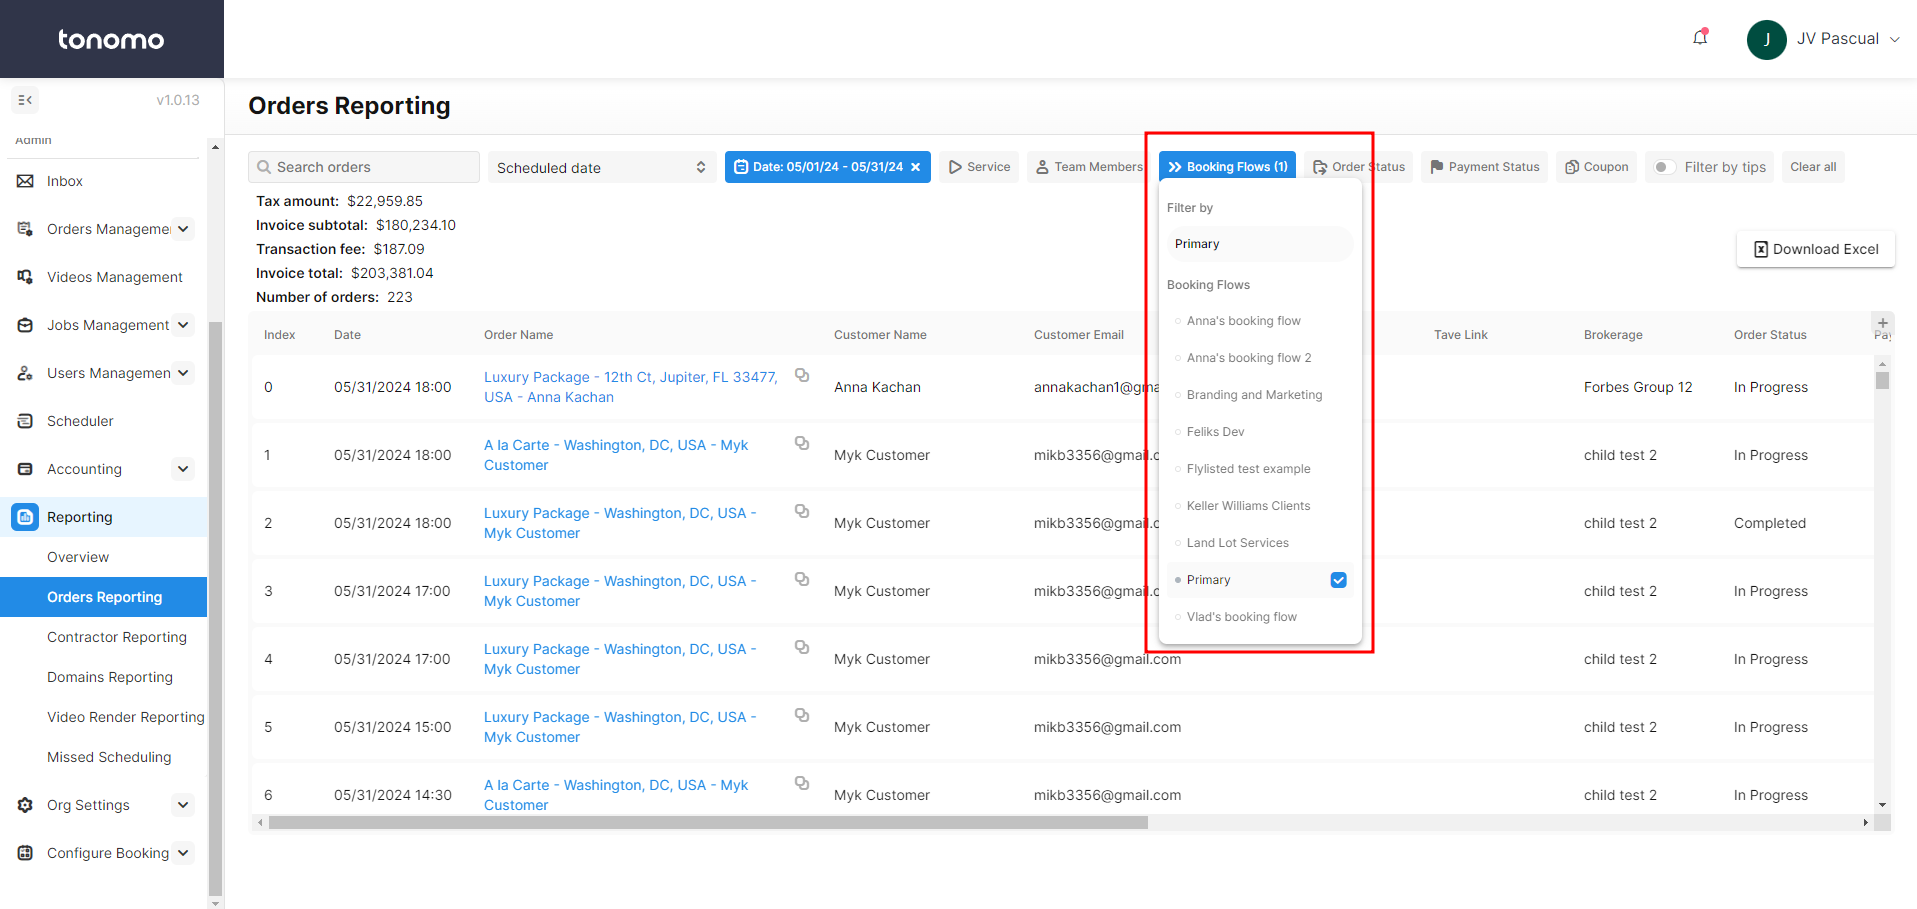 tonomo
J
JV Pascual
v1.0.13
Orders Reporting
Admin
Inbox
Orders Managemen
Videos Management
Jobs Management
Users Managemen
Scheduler
Accounting
Reporting
Overview
Orders Reporting
Contractor Reporting
Domains Reporting
Video Render Reporting
Missed Scheduling
Org Settings
Configure Booking
Search orders
Scheduled date
Date: 05/01/24 - 05/31/24
Service
Team Members
Booking Flows (1)
Order Status
Payment Status
Coupon
Filter by tips
Clear all
Tax amount: $22,959.85
Invoice subtotal: $180,234.10
Transaction fee: $187.09
Invoice total: $203,381.04
Number of orders: 223
Download Excel
Filter by
Primary
Booking Flows
Anna's booking flow
Anna's booking flow 2
Branding and Marketing
Feliks Dev
Flylisted test example
Keller Williams Clients
Land Lot Services
Primary
Vlad's booking flow
Index Date Order Name Customer Name Customer Email Tave Link Brokerage Order Status Pay
0 05/31/2024 18:00 Luxury Package - 12th Ct, Jupiter, FL 33477, USA - Anna Kachan Anna Kachan annakachan1@gma Forbes Group 12 In Progress
1 05/31/2024 18:00 A la Carte - Washington, DC, USA - Myk Customer Myk Customer mikb3356@gmail.c child test 2 In Progress
2 05/31/2024 18:00 Luxury Package - Washington, DC, USA - Myk Customer Myk Customer mikb3356@gmail.c child test 2 Completed
3 05/31/2024 17:00 Luxury Package - Washington, DC, USA - Myk Customer Myk Customer mikb3356@gmail.c child test 2 In Progress
4 05/31/2024 17:00 Luxury Package - Washington, DC, USA - Myk Customer Myk Customer mikb3356@gmail.com child test 2 In Progress
5 05/31/2024 15:00 Luxury Package - Washington, DC, USA - Myk Customer Myk Customer mikb3356@gmail.com child test 2 In Progress
6 05/31/2024 14:30 A la Carte - Washington, DC, USA - Myk Customer Myk Customer mikb3356@gmail.com child test 2 In Progress